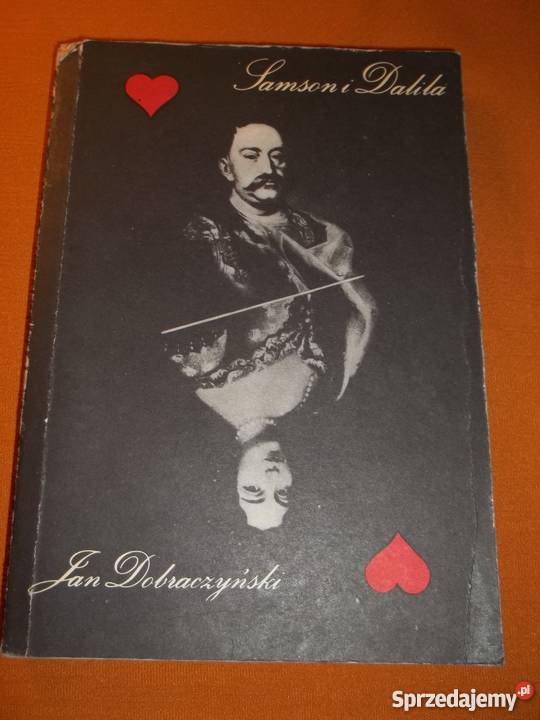 Samson i Dalila
Jan Dobraczyński
Sprzedajemy.pl